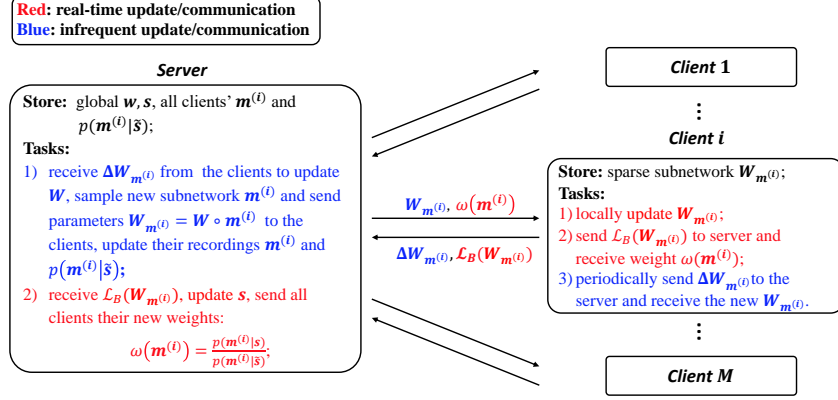 Red: real-time update/communication
Blue: infrequent update/communication
Server
Store: global w, s, all clients' m^(i) and
p(m^(i)|s̃);
Tasks:
1) receive ΔW_m^(i) from the clients to update
W, sample new subnetwork m^(i) and send
parameters W_m^(i) = W ∘ m^(i) to the
clients, update their recordings m^(i) and
p(m^(i)|s̃);
2) receive ℒ_B(W_m^(i)), update s, send all
clients their new weights:
ω(m^(i)) = p(m^(i)|s) / p(m^(i)|s̃);
W_m^(i), ω(m^(i))
ΔW_m^(i), ℒ_B(W_m^(i))
Client 1
⋮
Client i
Store: sparse subnetwork W_m^(i);
Tasks:
1) locally update W_m^(i);
2) send ℒ_B(W_m^(i)) to server and
receive weight ω(m^(i));
3) periodically send ΔW_m^(i) to the
server and receive the new W_m^(i).
⋮
Client M